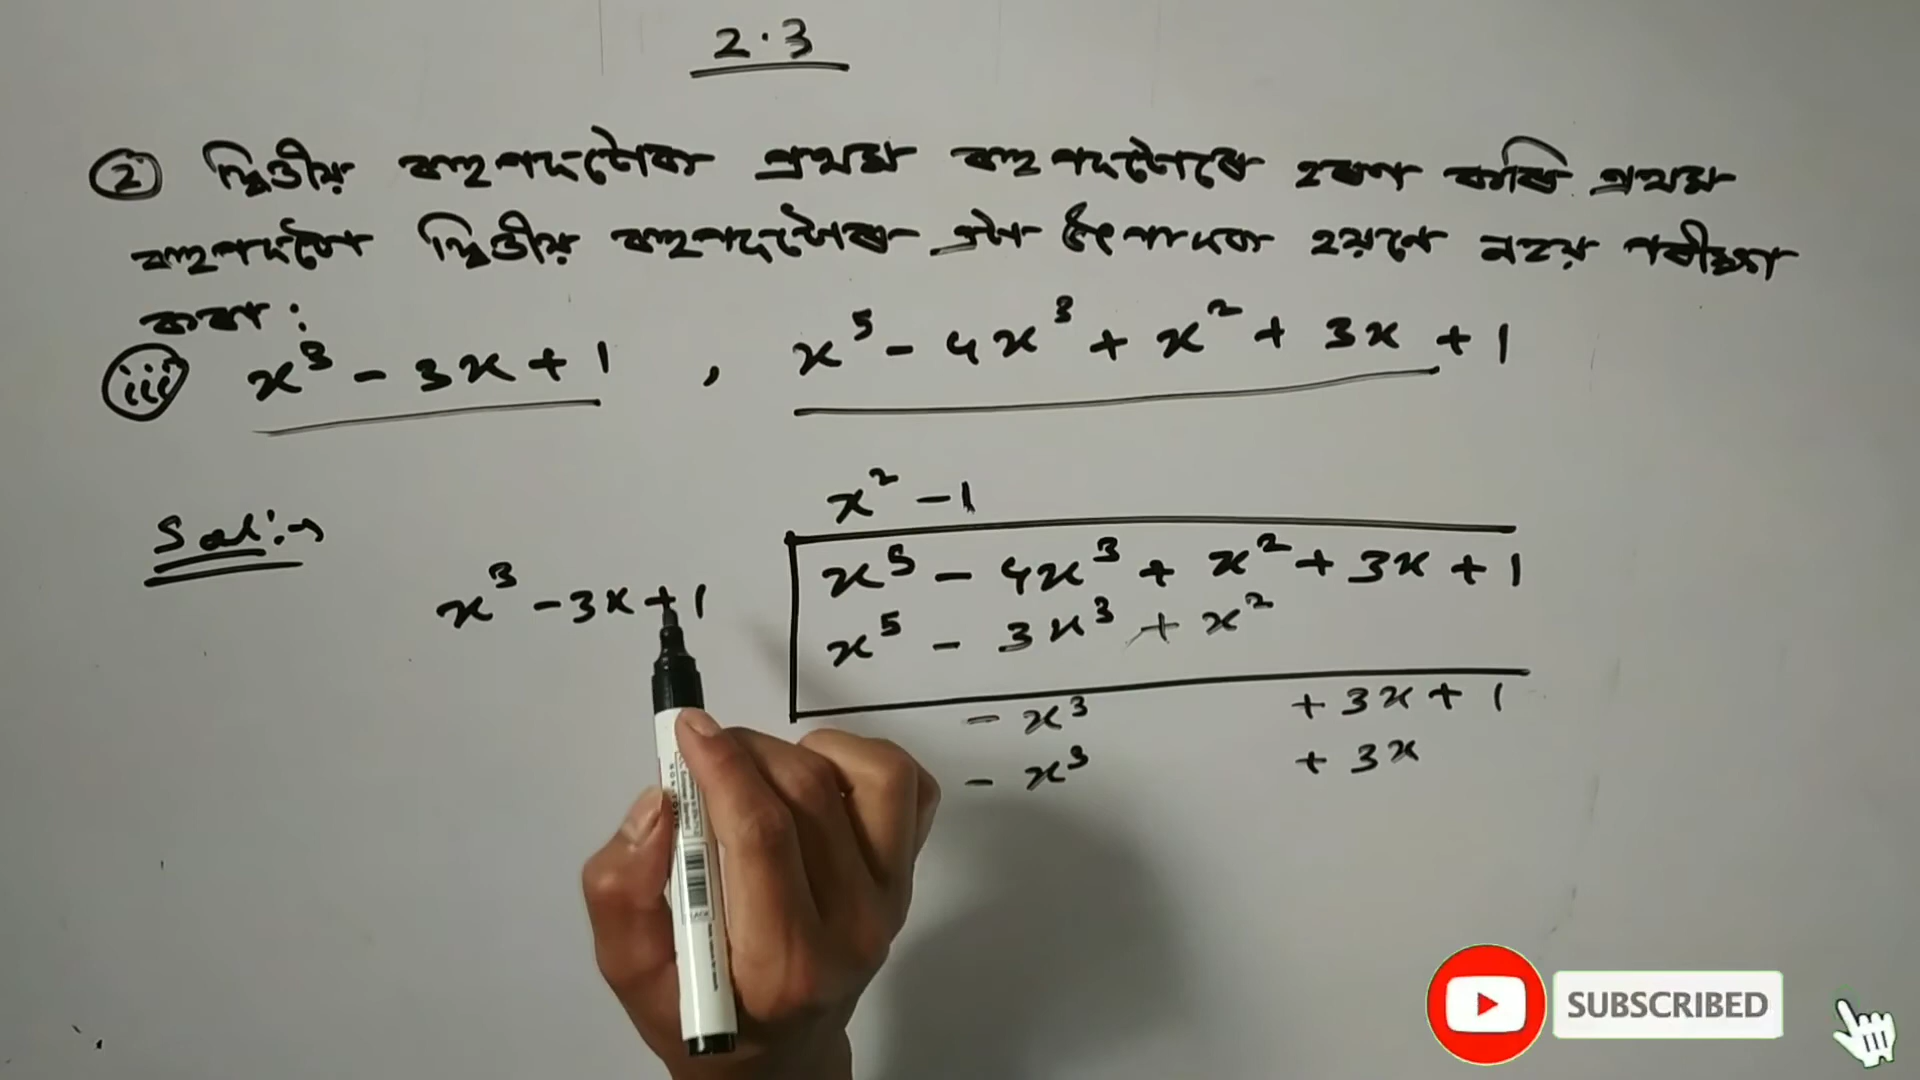 2.3
② দ্বিতীয় বহুপদটোক প্ৰথম বহুপদটোৰে হৰণ কৰি প্ৰথম
বহুপদটো দ্বিতীয় বহুপদটোৰ এটা উৎপাদক হয়নে নহয় পৰীক্ষা
কৰা :
(iii) x³ - 3x + 1 , x⁵ - 4x³ + x² + 3x + 1
Sol:→
x² - 1
x³ - 3x + 1
x⁵ - 4x³ + x² + 3x + 1
x⁵ - 3x³ + x²
- x³ + 3x + 1
- x³ + 3x
SUBSCRIBED